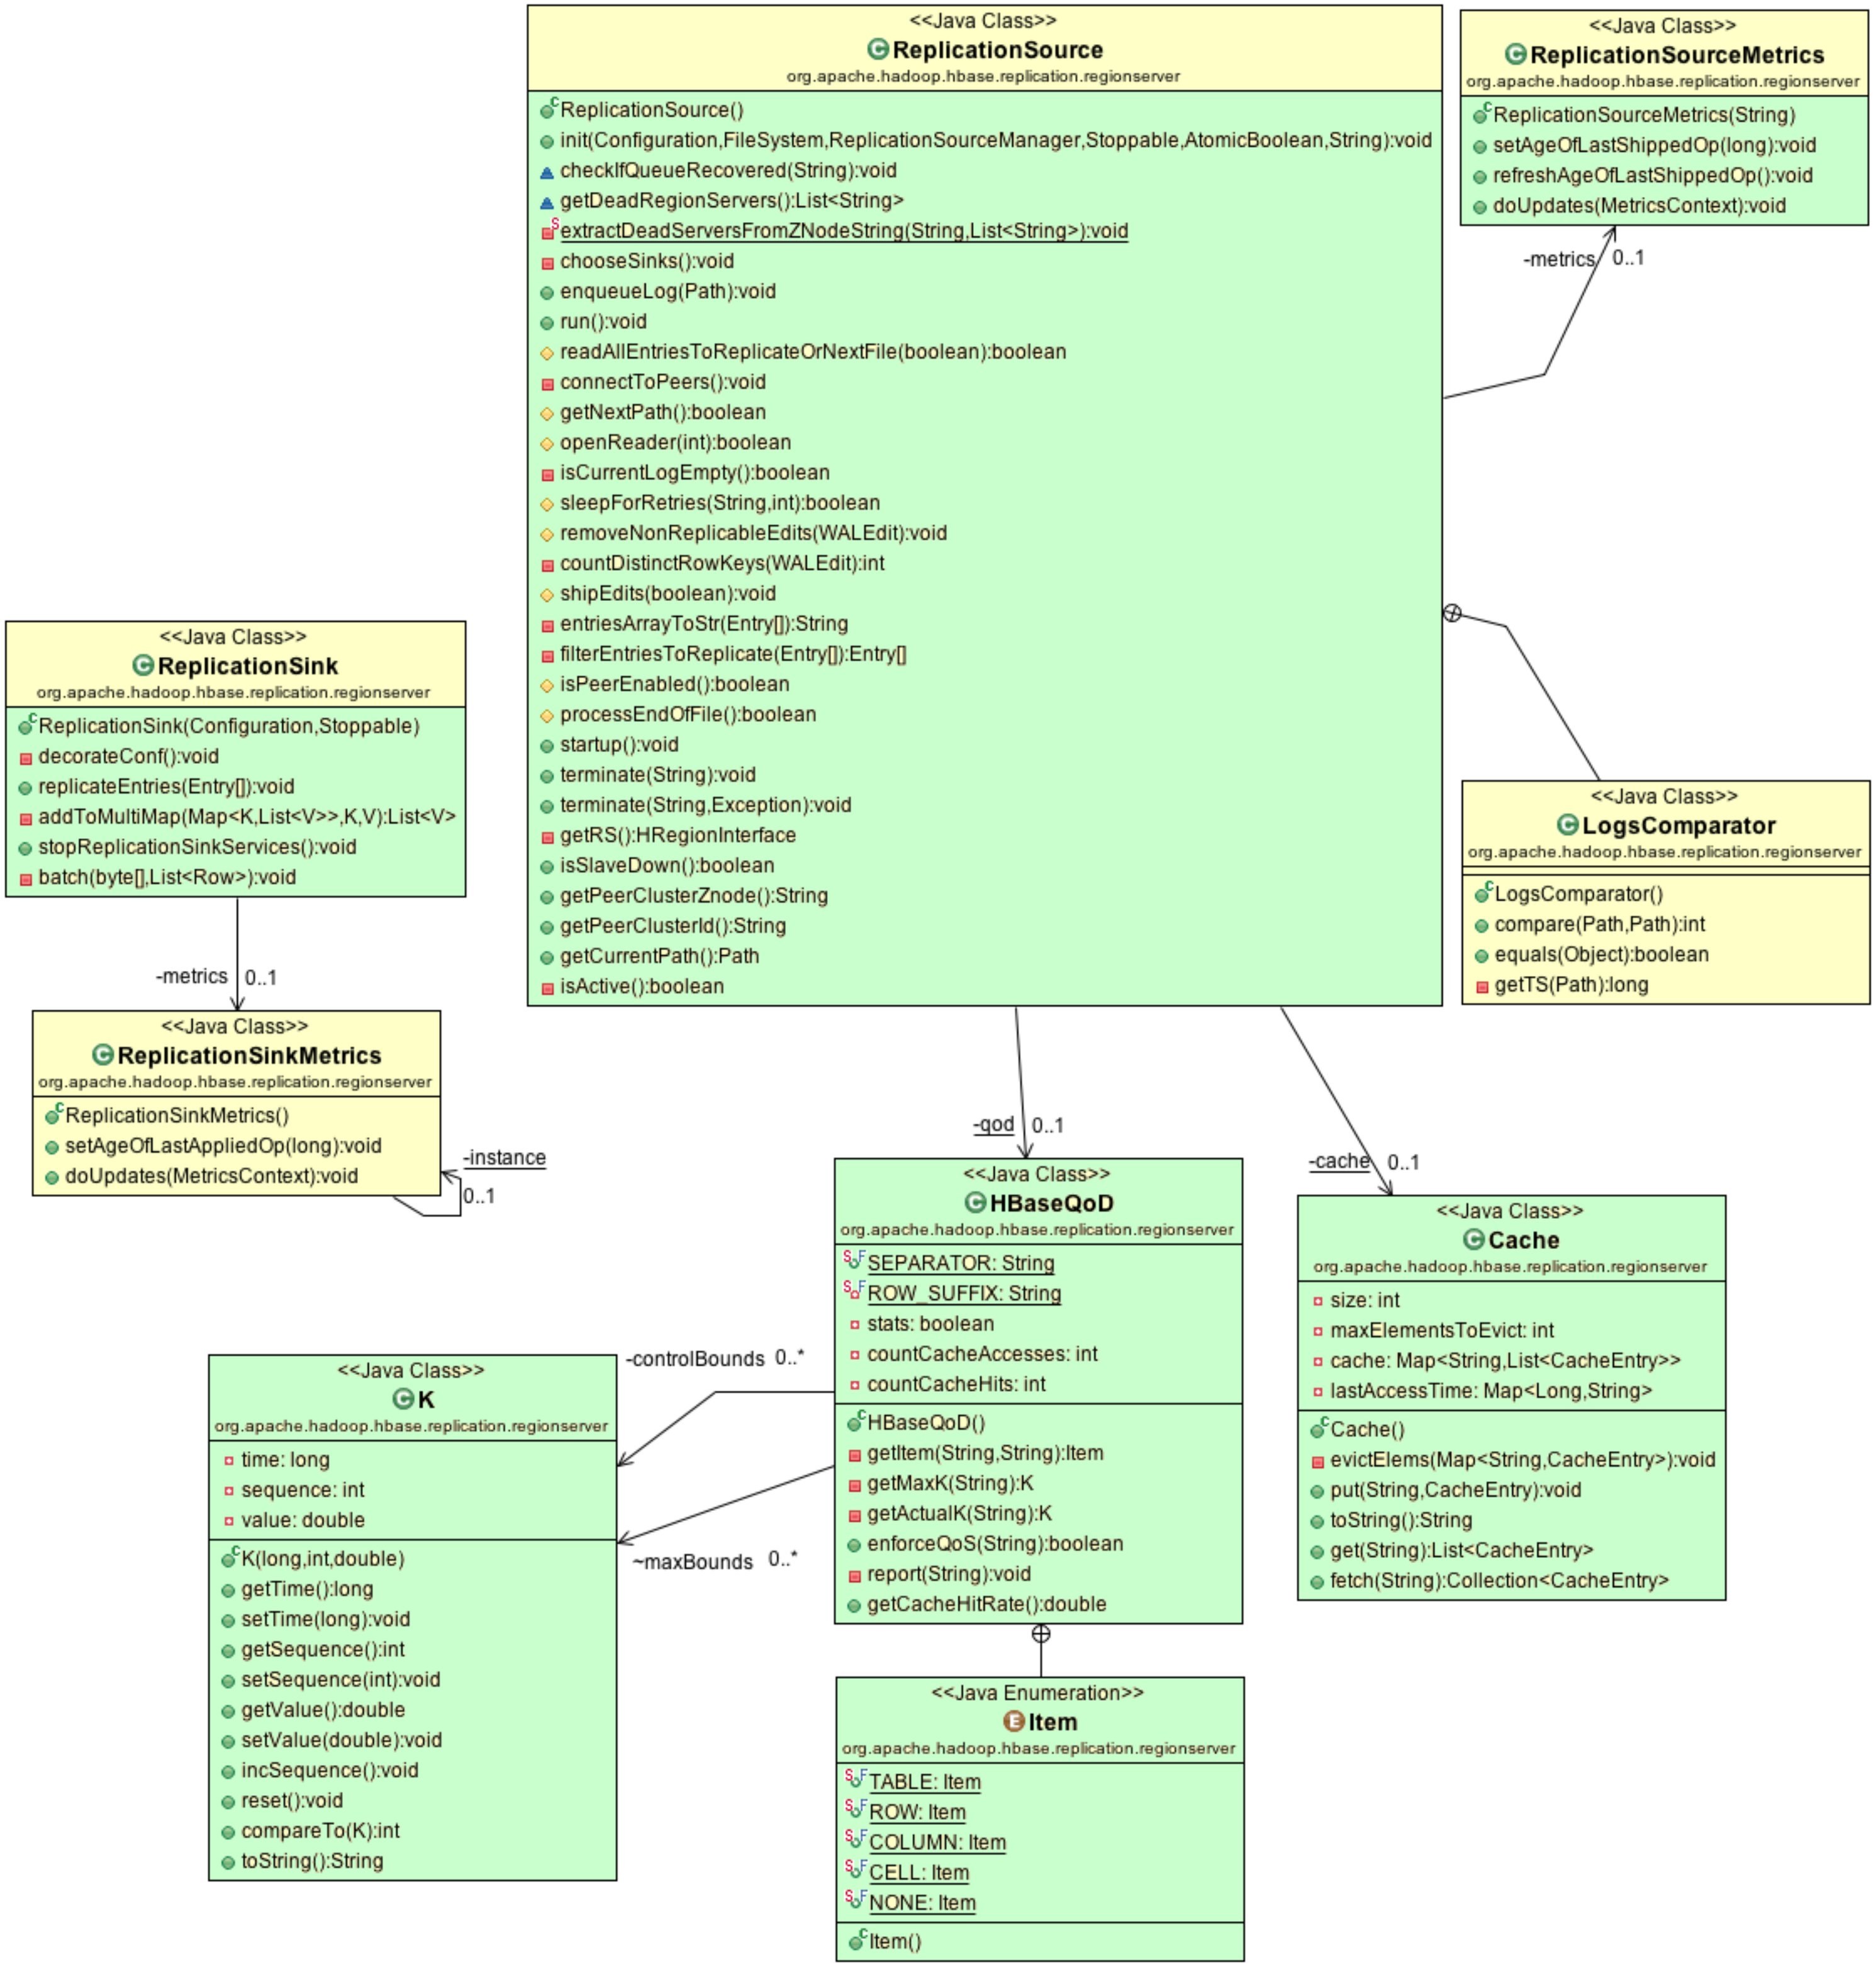 <<Java Class>>
ReplicationSource
org.apache.hadoop.hbase.replication.regionserver
ReplicationSource()
init(Configuration,FileSystem,ReplicationSourceManager,Stoppable,AtomicBoolean,String):void
checkIfQueueRecovered(String):void
getDeadRegionServers():List<String>
extractDeadServersFromZNodeString(String,List<String>):void
chooseSinks():void
enqueueLog(Path):void
run():void
readAllEntriesToReplicateOrNextFile(boolean):boolean
connectToPeers():void
getNextPath():boolean
openReader(int):boolean
isCurrentLogEmpty():boolean
sleepForRetries(String,int):boolean
removeNonReplicableEdits(WALEdit):void
countDistinctRowKeys(WALEdit):int
shipEdits(boolean):void
entriesArrayToStr(Entry[]):String
filterEntriesToReplicate(Entry[]):Entry[]
isPeerEnabled():boolean
processEndOfFile():boolean
startup():void
terminate(String):void
terminate(String,Exception):void
getRS():HRegionInterface
isSlaveDown():boolean
getPeerClusterZnode():String
getPeerClusterId():String
getCurrentPath():Path
isActive():boolean
<<Java Class>>
ReplicationSourceMetrics
org.apache.hadoop.hbase.replication.regionserver
ReplicationSourceMetrics(String)
setAgeOfLastShippedOp(long):void
refreshAgeOfLastShippedOp():void
doUpdates(MetricsContext):void
-metrics 0..1
<<Java Class>>
ReplicationSink
org.apache.hadoop.hbase.replication.regionserver
ReplicationSink(Configuration,Stoppable)
decorateConf():void
replicateEntries(Entry[]):void
addToMultiMap(Map<K,List<V>>,K,V):List<V>
stopReplicationSinkServices():void
batch(byte[],List<Row>):void
-metrics 0..1
<<Java Class>>
LogsComparator
org.apache.hadoop.hbase.replication.regionserver
LogsComparator()
compare(Path,Path):int
equals(Object):boolean
getTS(Path):long
<<Java Class>>
ReplicationSinkMetrics
org.apache.hadoop.hbase.replication.regionserver
ReplicationSinkMetrics()
setAgeOfLastAppliedOp(long):void
doUpdates(MetricsContext):void
-instance
0..1
-qod 0..1
-cache 0..1
<<Java Class>>
HBaseQoD
org.apache.hadoop.hbase.replication.regionserver
SEPARATOR: String
ROW_SUFFIX: String
stats: boolean
countCacheAccesses: int
countCacheHits: int
HBaseQoD()
getItem(String,String):Item
getMaxK(String):K
getActualK(String):K
enforceQoS(String):boolean
report(String):void
getCacheHitRate():double
<<Java Class>>
Cache
org.apache.hadoop.hbase.replication.regionserver
size: int
maxElementsToEvict: int
cache: Map<String,List<CacheEntry>>
lastAccessTime: Map<Long,String>
Cache()
evictElems(Map<String,CacheEntry>):void
put(String,CacheEntry):void
toString():String
get(String):List<CacheEntry>
fetch(String):Collection<CacheEntry>
-controlBounds 0..*
~maxBounds 0..*
<<Java Class>>
K
org.apache.hadoop.hbase.replication.regionserver
time: long
sequence: int
value: double
K(long,int,double)
getTime():long
setTime(long):void
getSequence():int
setSequence(int):void
getValue():double
setValue(double):void
incSequence():void
reset():void
compareTo(K):int
toString():String
<<Java Enumeration>>
Item
org.apache.hadoop.hbase.replication.regionserver
TABLE: Item
ROW: Item
COLUMN: Item
CELL: Item
NONE: Item
Item()